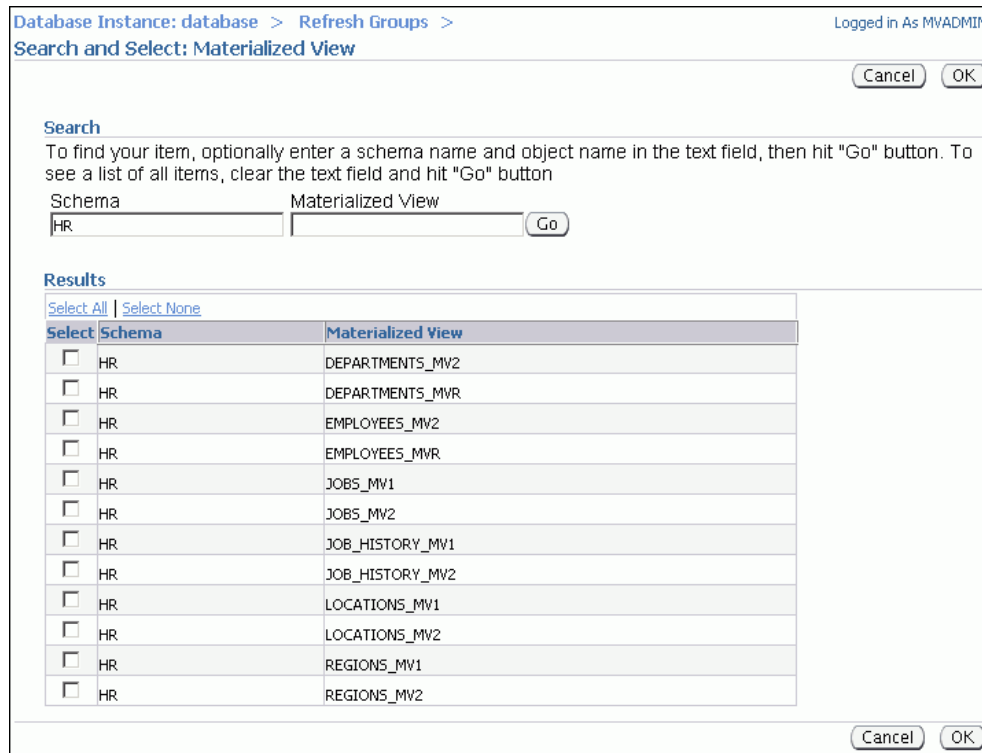 Database Instance: database > Refresh Groups >
Logged in As MVADMIN
Search and Select: Materialized View
Cancel OK
Search
To find your item, optionally enter a schema name and object name in the text field, then hit "Go" button. To
see a list of all items, clear the text field and hit "Go" button
Schema Materialized View
HR Go
Results
Select All | Select None
Select Schema Materialized View
HR DEPARTMENTS_MV2
HR DEPARTMENTS_MVR
HR EMPLOYEES_MV2
HR EMPLOYEES_MVR
HR JOBS_MV1
HR JOBS_MV2
HR JOB_HISTORY_MV1
HR JOB_HISTORY_MV2
HR LOCATIONS_MV1
HR LOCATIONS_MV2
HR REGIONS_MV1
HR REGIONS_MV2
Cancel OK